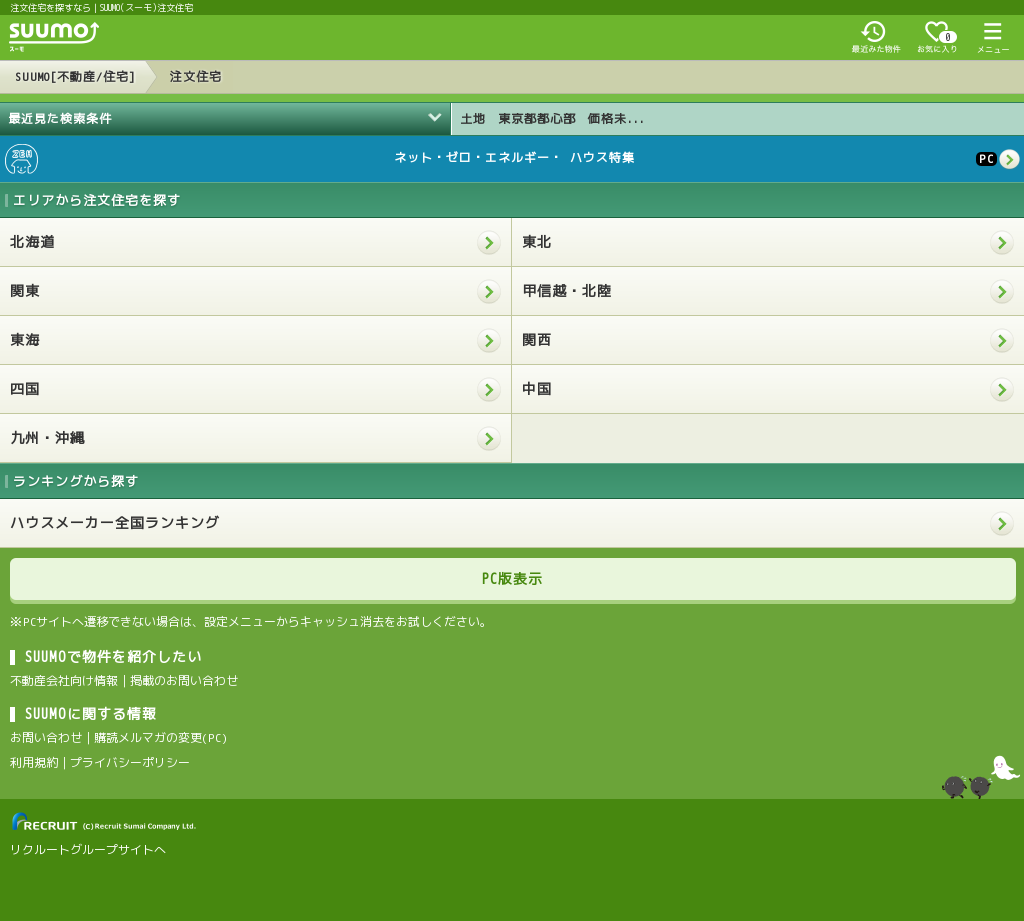 注文住宅を探すなら｜SUUMO(スーモ)注文住宅
SUUMO
スーモ
最近みた物件
お気に入り
0
メニュー
SUUMO[不動産/住宅]
注文住宅
最近見た検索条件
土地　東京都都心部　価格未...
ZEH
ネット・ゼロ・エネルギー・ ハウス特集
PC
エリアから注文住宅を探す
北海道
東北
関東
甲信越・北陸
東海
関西
四国
中国
九州・沖縄
ランキングから探す
ハウスメーカー全国ランキング
PC版表示
※PCサイトへ遷移できない場合は、設定メニューからキャッシュ消去をお試しください。
SUUMOで物件を紹介したい
不動産会社向け情報｜掲載のお問い合わせ
SUUMOに関する情報
お問い合わせ｜購読メルマガの変更(PC)
利用規約｜プライバシーポリシー
RECRUIT (C)Recruit Sumai Company Ltd.
リクルートグループサイトへ